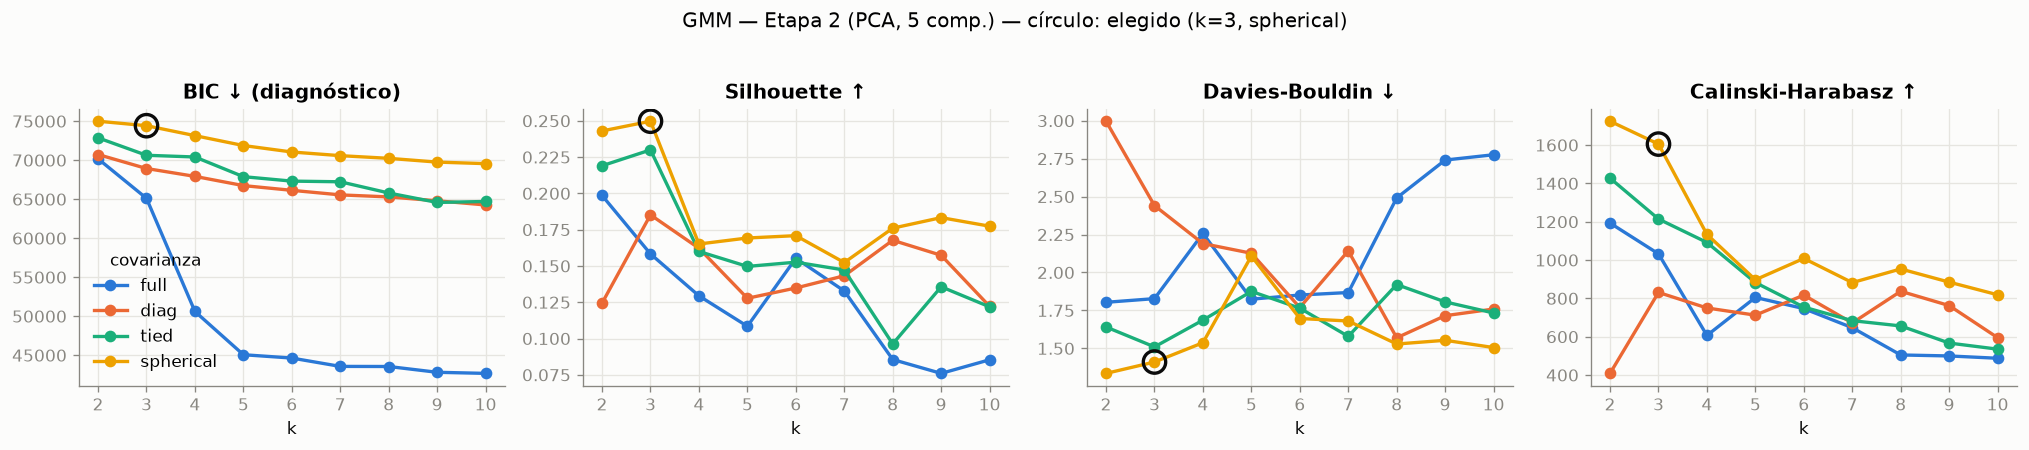 GMM — Etapa 2 (PCA, 5 comp.) — círculo: elegido (k=3, spherical)
BIC ↓ (diagnóstico)
75000
70000
65000
60000
55000
50000
45000
covarianza
full
diag
tied
spherical
2 3 4 5 6 7 8 9 10
k
Silhouette ↑
0.250
0.225
0.200
0.175
0.150
0.125
0.100
0.075
2 3 4 5 6 7 8 9 10
k
Davies-Bouldin ↓
3.00
2.75
2.50
2.25
2.00
1.75
1.50
2 3 4 5 6 7 8 9 10
k
Calinski-Harabasz ↑
1600
1400
1200
1000
800
600
400
2 3 4 5 6 7 8 9 10
k